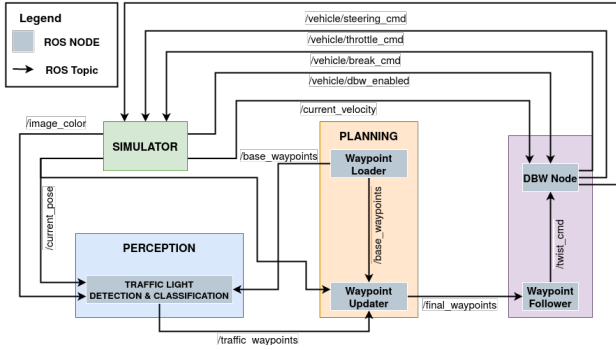 /vehicle/steering_cmd
Legend
ROS NODE
ROS Topic
/vehicle/throttle_cmd
/vehicle/break_cmd
/vehicle/dbw_enabled
/current_velocity
/image_color
SIMULATOR
/base_waypoints
PLANNING
Waypoint
Loader
DBW Node
/current_pose
/base_waypoints
/twist_cmd
PERCEPTION
TRAFFIC LIGHT
DETECTION & CLASSIFICATION
Waypoint
Updater
/final_waypoints
Waypoint
Follower
/traffic_waypoints